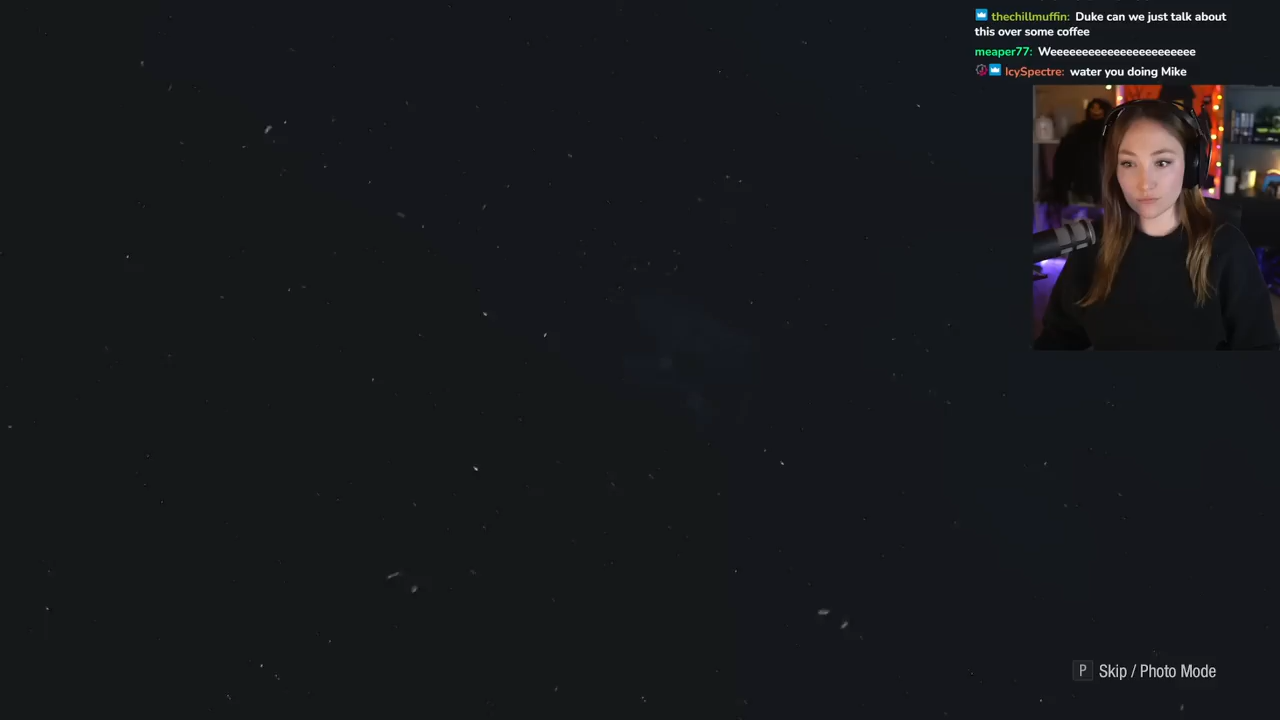 thechillmuffin: Duke can we just talk about
this over some coffee
meaper77: Weeeeeeeeeeeeeeeeeeeeeee
IcySpectre: water you doing Mike
P Skip / Photo Mode